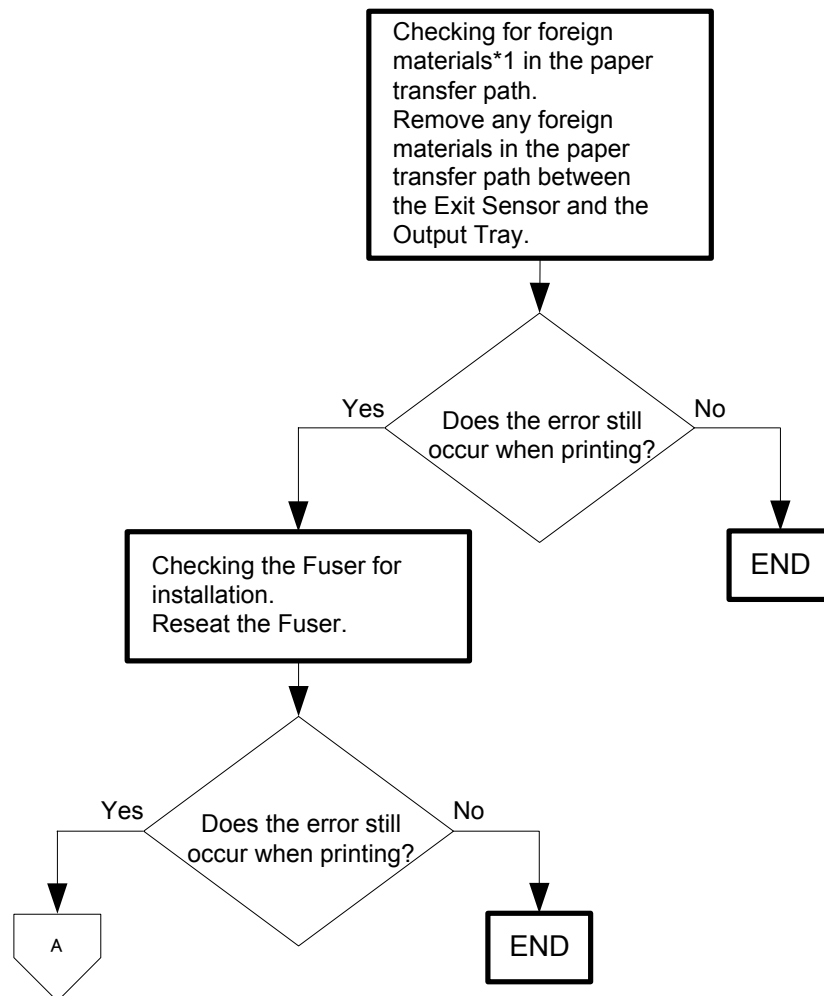 Checking for foreign
materials*1 in the paper
transfer path.
Remove any foreign
materials in the paper
transfer path between
the Exit Sensor and the
Output Tray.
Yes
Does the error still
occur when printing?
No
Checking the Fuser for
installation.
Reseat the Fuser.
END
Yes
Does the error still
occur when printing?
No
A
END